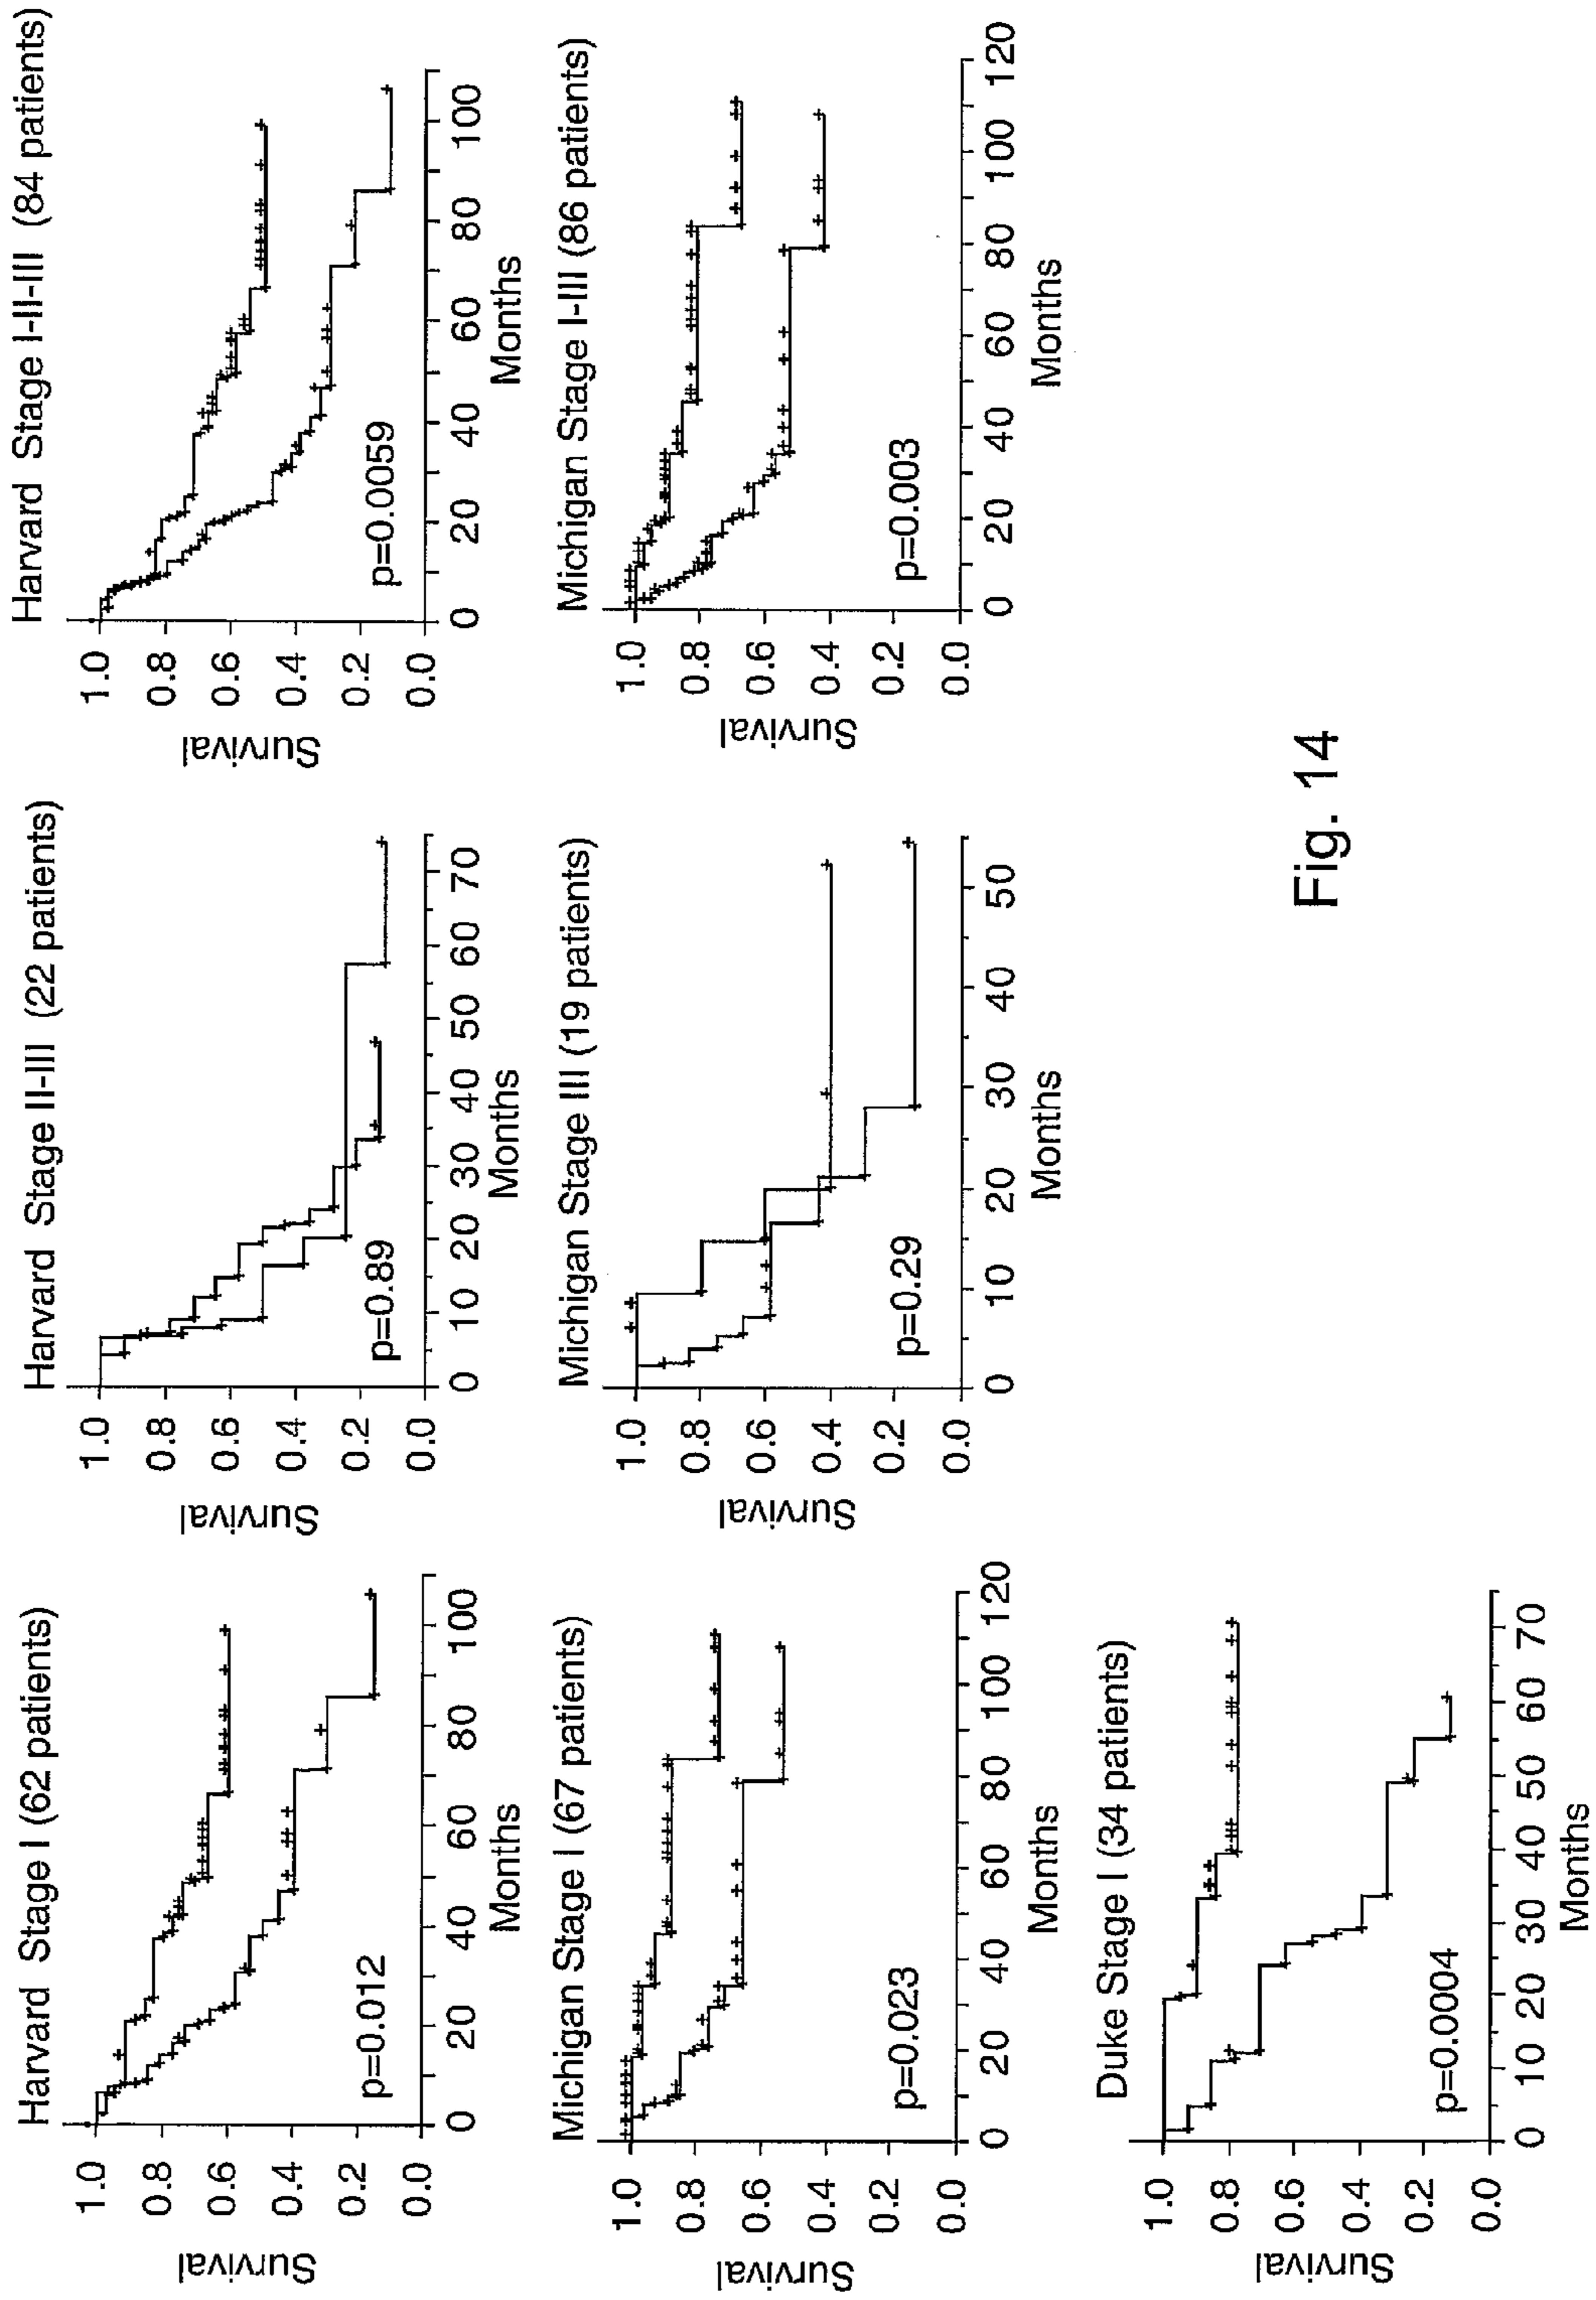 Harvard Stage I (62 patients)
Survival
1.0
0.8
0.6
0.4
0.2
0.0
p=0.012
0 20 40 60 80 100
Months
Harvard Stage II-III (22 patients)
Survival
1.0
0.8
0.6
0.4
0.2
0.0
p=0.89
0 10 20 30 40 50 60 70
Months
Harvard Stage I-II-III (84 patients)
Survival
1.0
0.8
0.6
0.4
0.2
0.0
p=0.0059
0 20 40 60 80 100
Months
Michigan Stage I (67 patients)
Survival
1.0
0.8
0.6
0.4
0.2
0.0
p=0.023
0 20 40 60 80 100 120
Months
Michigan Stage III (19 patients)
Survival
1.0
0.8
0.6
0.4
0.2
0.0
p=0.29
0 10 20 30 40 50
Months
Michigan Stage I-III (86 patients)
Survival
1.0
0.8
0.6
0.4
0.2
0.0
p=0.003
0 20 40 60 80 100 120
Months
Duke Stage I (34 patients)
Survival
1.0
0.8
0.6
0.4
0.2
0.0
p=0.0004
0 10 20 30 40 50 60 70
Months
Fig. 14